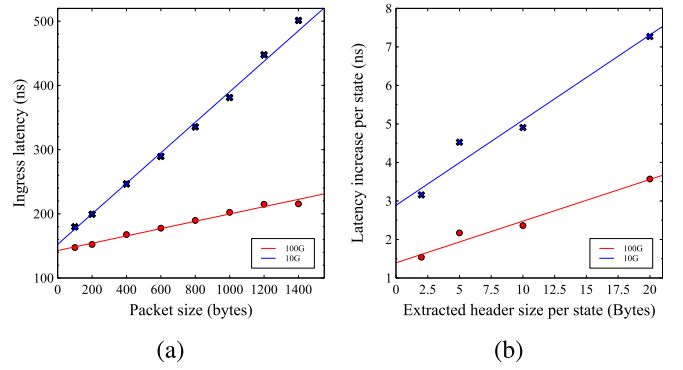 500
400
300
200
100
Ingress latency (ns)
0 200 400 600 800 1000 1200 1400
Packet size (bytes)
100G
10G
(a)
8
7
6
5
4
3
2
1
Latency increase per state (ns)
0 2.5 5 7.5 10 12.5 15 17.5 20
Extracted header size per state (Bytes)
100G
10G
(b)